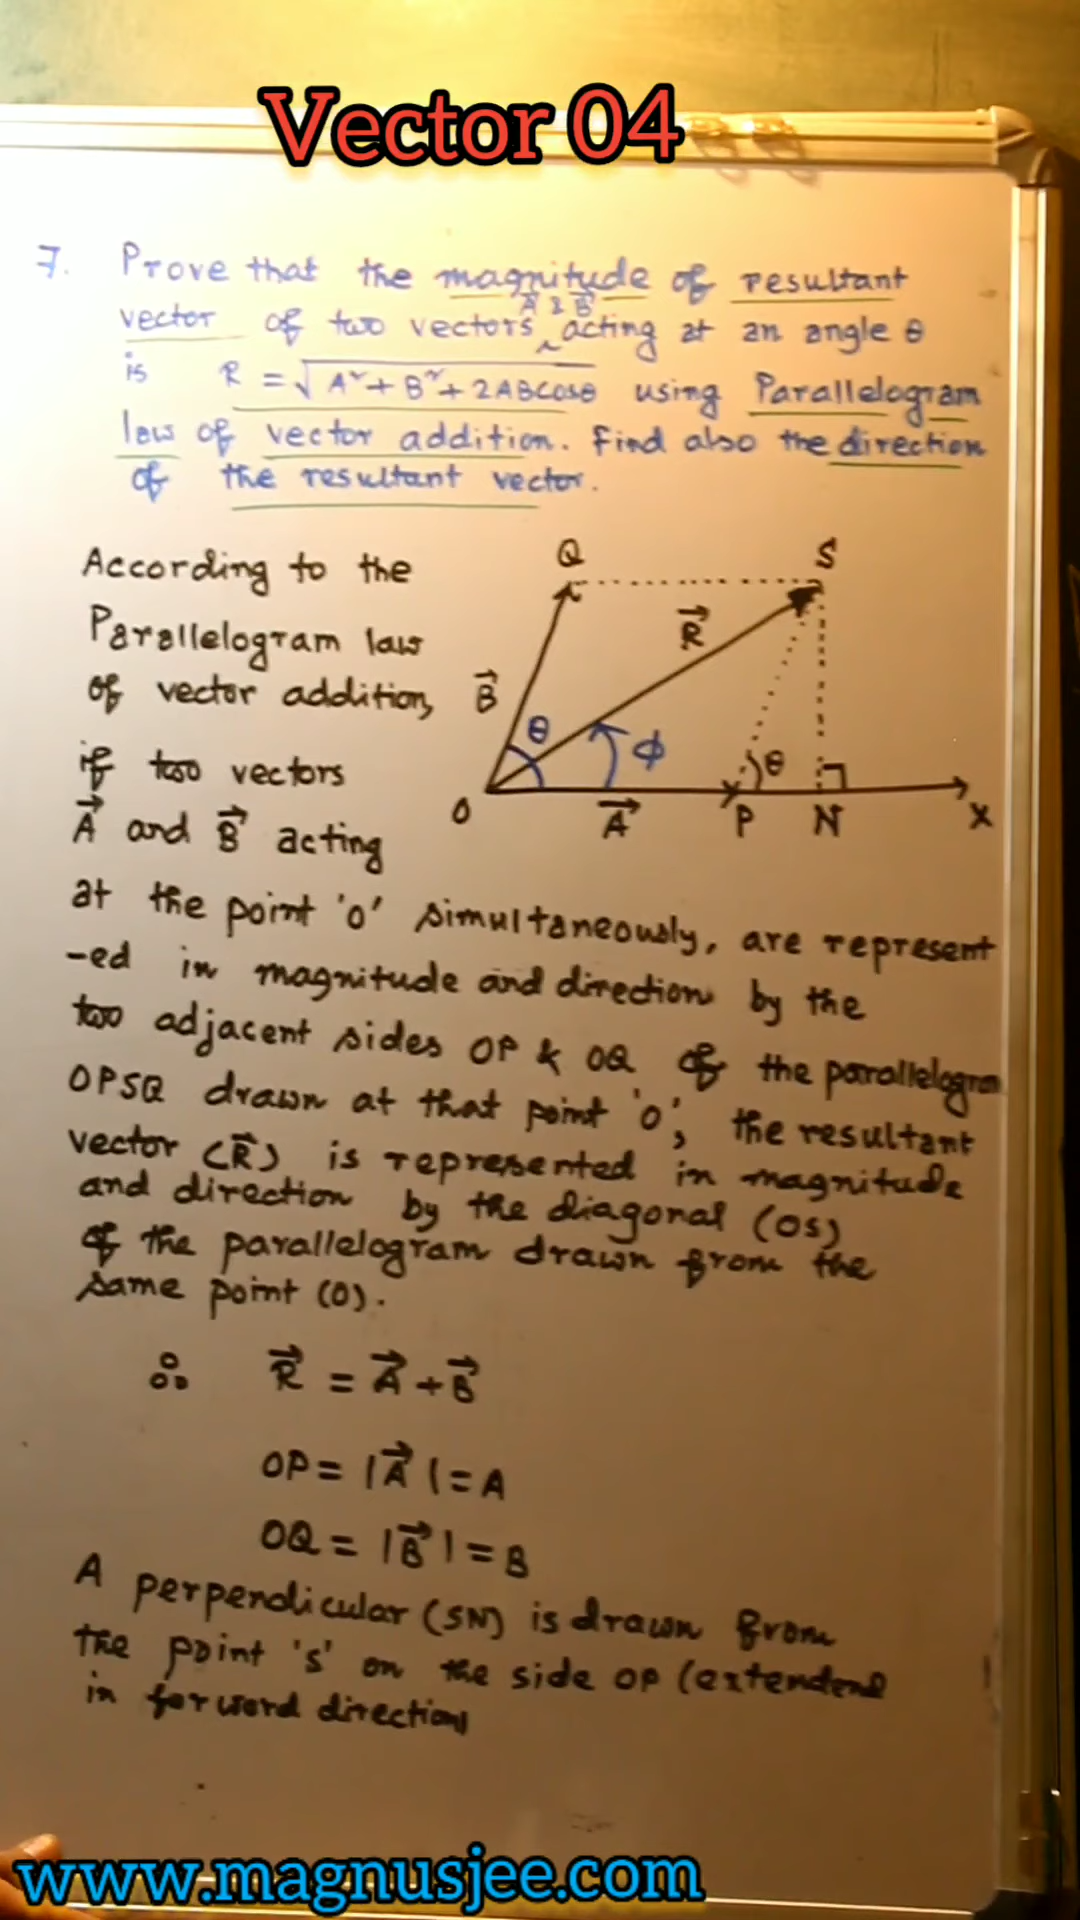 Vector 04
7. Prove that the magnitude of resultant
A⃗ & B⃗
vector of two vectors ‸ acting at an angle θ
is R = √A² + B² + 2ABCosθ using Parallelogram
law of vector addition. Find also the direction
of the resultant vector.
According to the
Parallelogram law
of vector addition,
if two vectors
A⃗ and B⃗ acting
Q S
R⃗
B⃗
θ φ θ
O A⃗ P N X
at the point 'O' simultaneously, are represent
-ed in magnitude and direction by the
two adjacent sides OP & OQ of the parallelogram
OPSQ drawn at that point 'O', the resultant
vector (R⃗) is represented in magnitude
and direction by the diagonal (OS)
of the parallelogram drawn from the
same point (O).
∴ R⃗ = A⃗ + B⃗
OP = |A⃗| = A
OQ = |B⃗| = B
A perpendicular (SN) is drawn from
the point 'S' on the side OP (extended
in forword direction)
www.magnusjee.com